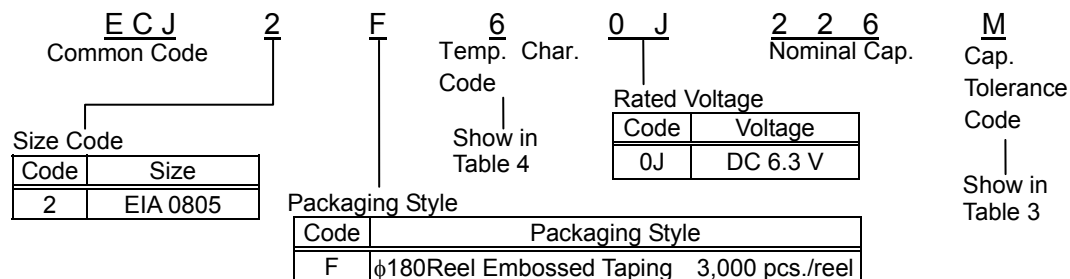 E C J 2 F 6 0 J 2 2 6 M
Common Code
Temp. Char.
Code
Show in
Table 4
Nominal Cap.
Cap.
Tolerance
Code
Show in
Table 3
Rated Voltage
Code Voltage
0J DC 6.3 V
Size Code
Code Size
2 EIA 0805
Packaging Style
Code Packaging Style
F ϕ180Reel Embossed Taping 3,000 pcs./reel